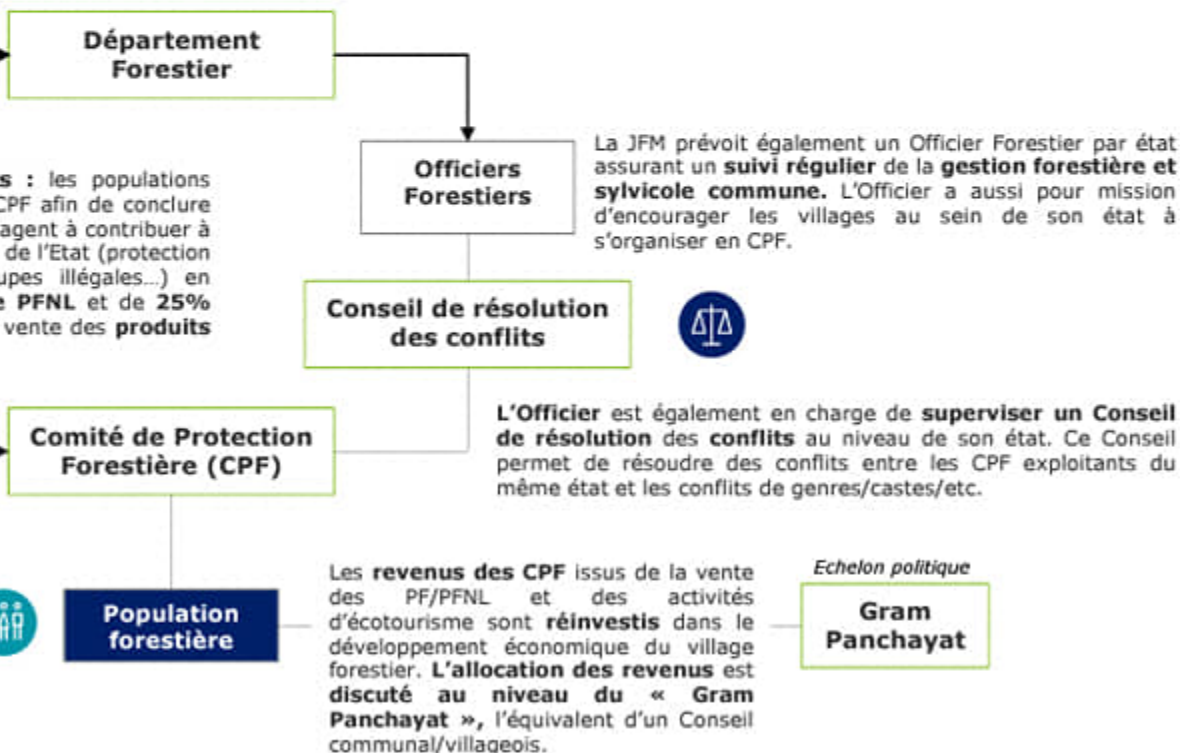 Département
Forestier
Officiers
Forestiers
La JFM prévoit également un Officier Forestier par état
assurant un suivi régulier de la gestion forestière et
sylvicole commune. L'Officier a aussi pour mission
d'encourager les villages au sein de son état à
s'organiser en CPF.
s : les populations
CPF afin de conclure
agent à contribuer à
de l'Etat (protection
upes illégales…) en
e PFNL et de 25%
vente des produits
Conseil de résolution
des conflits
L'Officier est également en charge de superviser un Conseil
de résolution des conflits au niveau de son état. Ce Conseil
permet de résoudre des conflits entre les CPF exploitants du
même état et les conflits de genres/castes/etc.
Comité de Protection
Forestière (CPF)
Population
forestière
Les revenus des CPF issus de la vente
des PF/PFNL et des activités
d'écotourisme sont réinvestis dans le
développement économique du village
forestier. L'allocation des revenus est
discuté au niveau du « Gram
Panchayat », l'équivalent d'un Conseil
communal/villageois.
Echelon politique
Gram
Panchayat